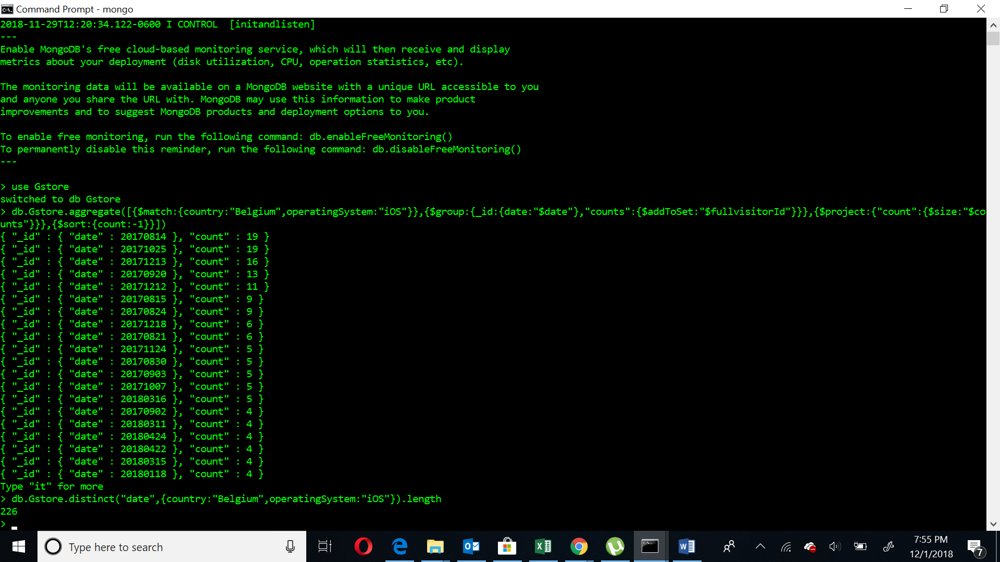 Command Prompt - mongo
2018-11-29T12:20:34.122-0600 I CONTROL  [initandlisten]
---
Enable MongoDB's free cloud-based monitoring service, which will then receive and display
metrics about your deployment (disk utilization, CPU, operation statistics, etc).
The monitoring data will be available on a MongoDB website with a unique URL accessible to you
and anyone you share the URL with. MongoDB may use this information to make product
improvements and to suggest MongoDB products and deployment options to you.
To enable free monitoring, run the following command: db.enableFreeMonitoring()
To permanently disable this reminder, run the following command: db.disableFreeMonitoring()
---
> use Gstore
switched to db Gstore
> db.Gstore.aggregate([{$match:{country:"Belgium",operatingSystem:"iOS"}},{$group:{_id:{date:"$date"},"counts":{$addToSet:"$fullvisitorId"}}},{$project:{"count":{$size:"$co
unts"}}},{$sort:{count:-1}}])
{ "_id" : { "date" : 20170814 }, "count" : 19 }
{ "_id" : { "date" : 20171025 }, "count" : 19 }
{ "_id" : { "date" : 20171213 }, "count" : 16 }
{ "_id" : { "date" : 20170920 }, "count" : 13 }
{ "_id" : { "date" : 20171212 }, "count" : 11 }
{ "_id" : { "date" : 20170815 }, "count" : 9 }
{ "_id" : { "date" : 20170824 }, "count" : 9 }
{ "_id" : { "date" : 20171218 }, "count" : 6 }
{ "_id" : { "date" : 20170821 }, "count" : 6 }
{ "_id" : { "date" : 20171124 }, "count" : 5 }
{ "_id" : { "date" : 20170830 }, "count" : 5 }
{ "_id" : { "date" : 20170903 }, "count" : 5 }
{ "_id" : { "date" : 20171007 }, "count" : 5 }
{ "_id" : { "date" : 20180316 }, "count" : 5 }
{ "_id" : { "date" : 20170902 }, "count" : 4 }
{ "_id" : { "date" : 20180311 }, "count" : 4 }
{ "_id" : { "date" : 20180424 }, "count" : 4 }
{ "_id" : { "date" : 20180422 }, "count" : 4 }
{ "_id" : { "date" : 20180315 }, "count" : 4 }
{ "_id" : { "date" : 20180118 }, "count" : 4 }
Type "it" for more
> db.Gstore.distinct("date",{country:"Belgium",operatingSystem:"iOS"}).length
226
>
Type here to search
7:55 PM
12/1/2018
7